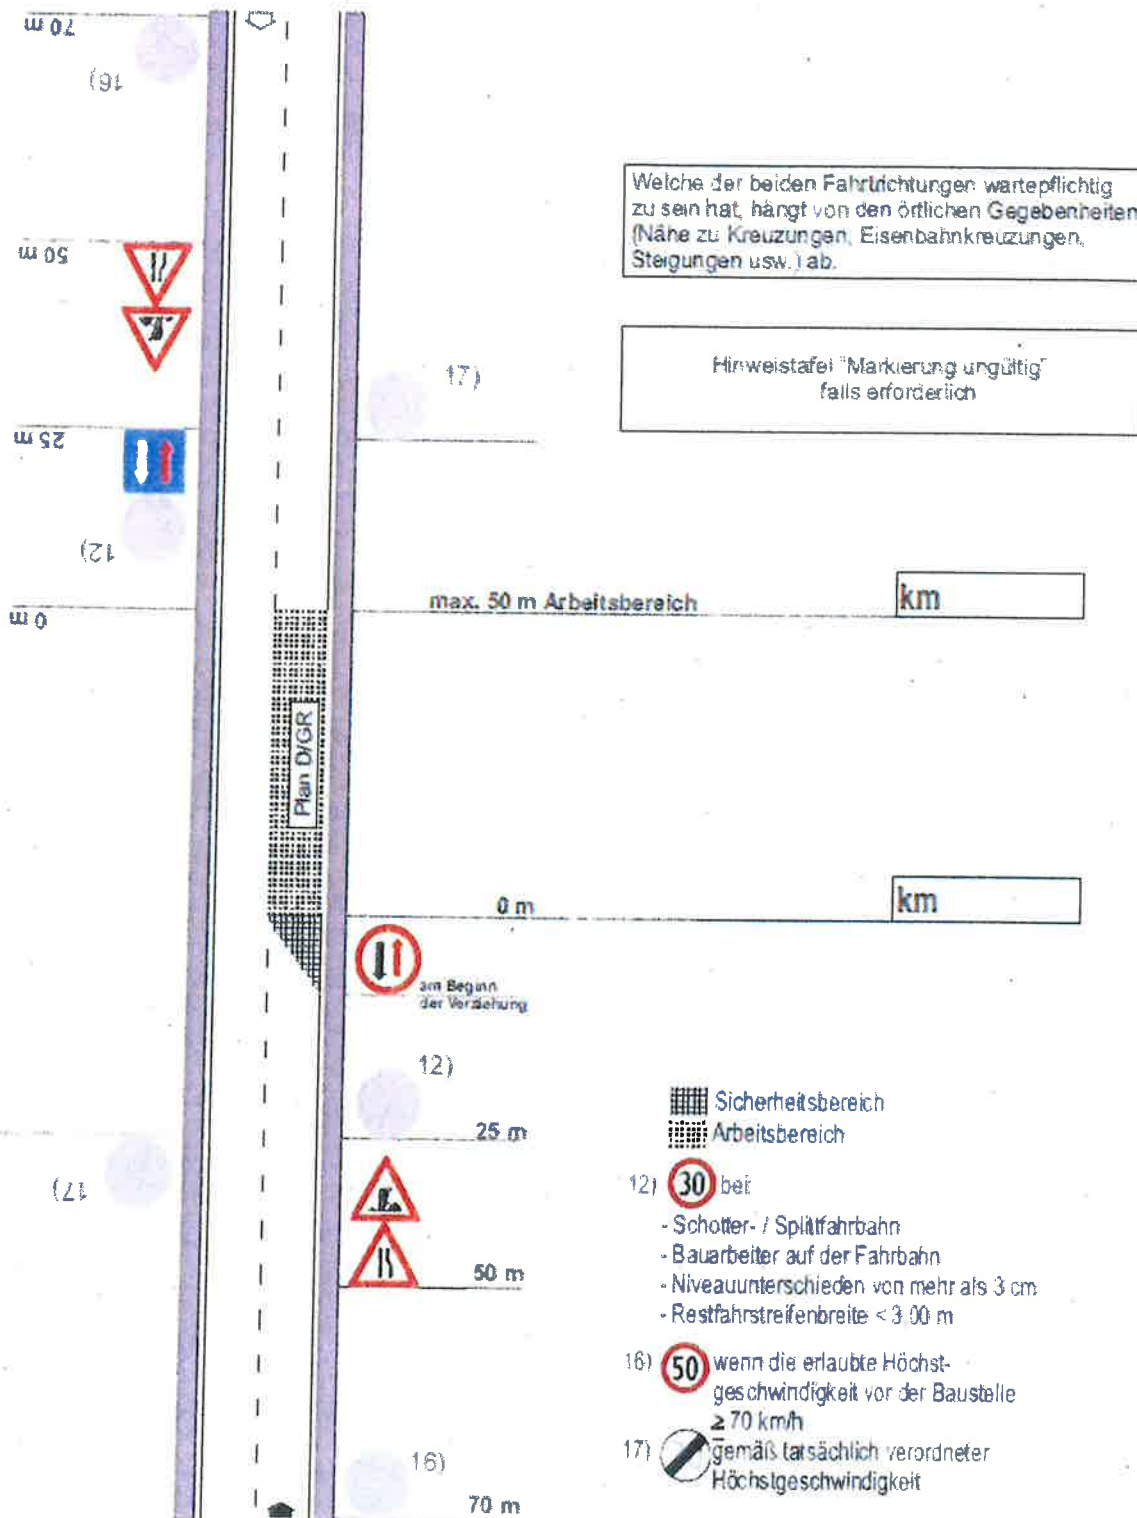 70 m
16)
Welche der beiden Fahrtrichtungen wartepflichtig
zu sein hat, hängt von den örtlichen Gegebenheiten
(Nähe zu Kreuzungen, Eisenbahnkreuzungen,
Steigungen usw.) ab.
50 m
Hinweistafel "Markierung ungültig"
falls erforderlich
17)
25 m
12)
0 m
max. 50 m Arbeitsbereich
km
Plan D/GR
0 m
km
am Beginn
der Verziehung
12)
25 m
17)
50 m
16)
70 m
Sicherheitsbereich
Arbeitsbereich
12) 30 bei:
- Schotter- / Splittfahrbahn
- Bauarbeiter auf der Fahrbahn
- Niveauunterschieden von mehr als 3 cm
- Restfahrstreifenbreite < 3,00 m
16) 50 wenn die erlaubte Höchst-
geschwindigkeit vor der Baustelle
≥ 70 km/h
17) gemäß tatsächlich verordneter
Höchstgeschwindigkeit